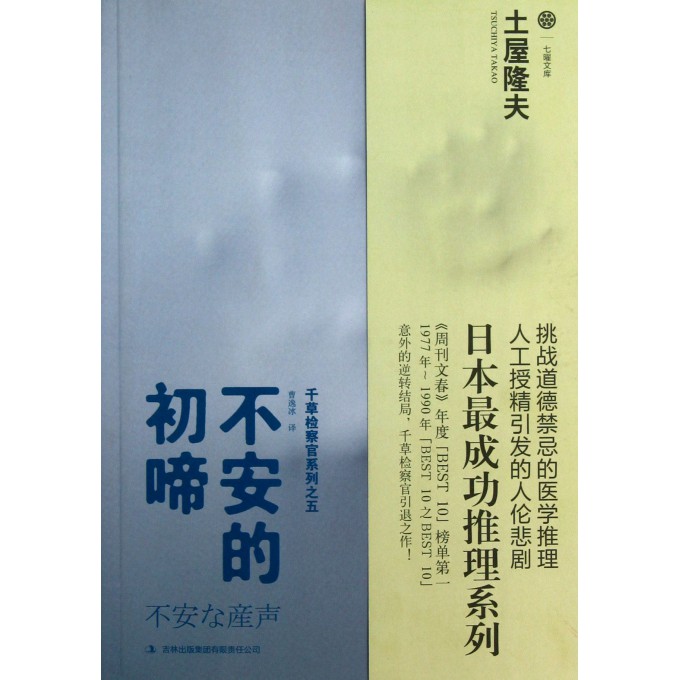 七曜文库
土屋隆夫
TSUCHIYA TAKAO
挑战道德禁忌的医学推理
人工授精引发的人伦悲剧
日本最成功推理系列
《周刊文春》年度「BEST 10」榜单第一
1977年~1990年「BEST 10之BEST 10」
意外的逆转结局，千草检察官引退之作！
千草检察官系列之五
曹逸冰 译
不安的
初啼
不安な産声
吉林出版集团有限责任公司